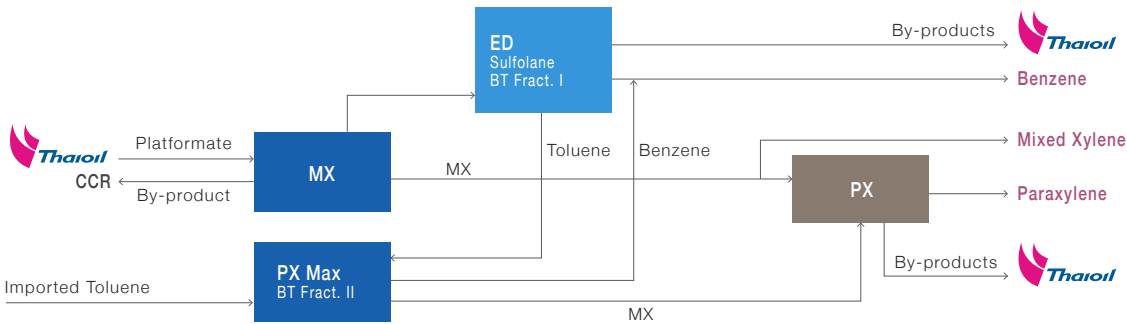 By-products
Thaioil
ED
Sulfolane
BT Fract. I
Benzene
Platformate
Thaioil
CCR
By-product
MX
Toluene
Benzene
MX
Mixed Xylene
PX
Paraxylene
PX Max
BT Fract. II
Imported Toluene
MX
By-products
Thaioil